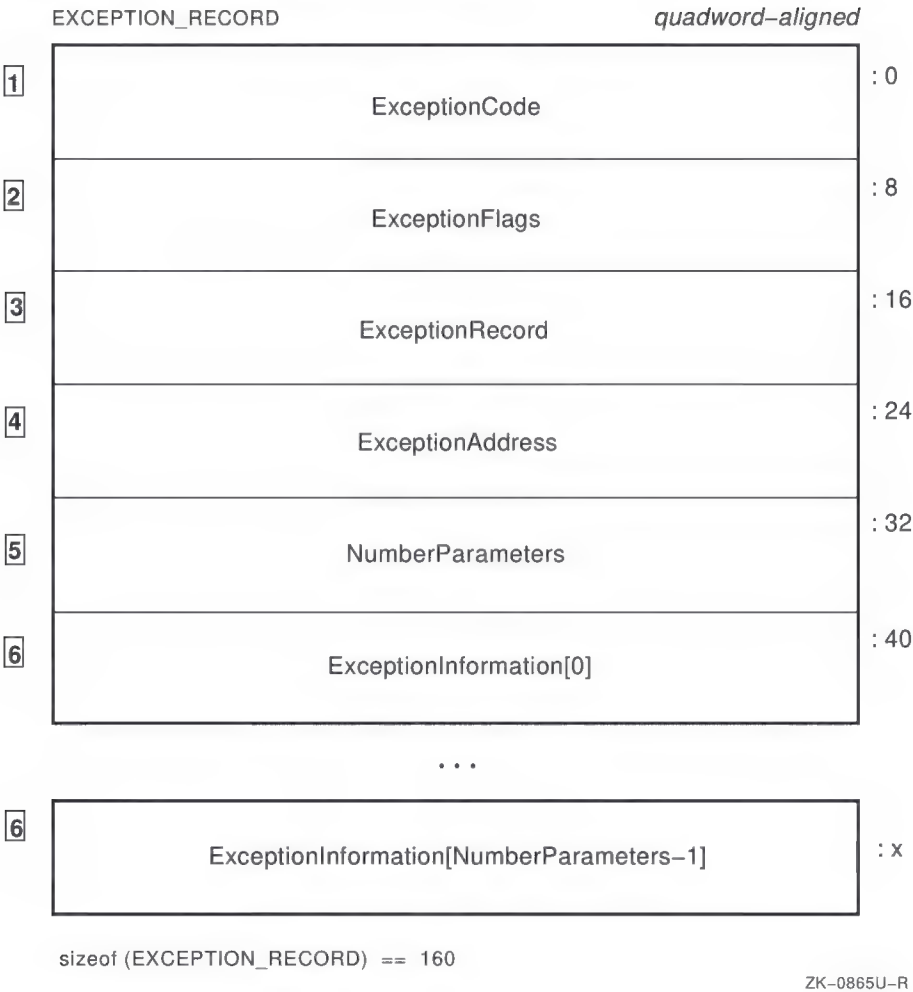 EXCEPTION_RECORD quadword–aligned
1 ExceptionCode : 0
2 ExceptionFlags : 8
3 ExceptionRecord : 16
4 ExceptionAddress : 24
5 NumberParameters : 32
6 ExceptionInformation[0] : 40
. . .
6 ExceptionInformation[NumberParameters–1] : x
sizeof (EXCEPTION_RECORD) == 160
ZK–0865U–R